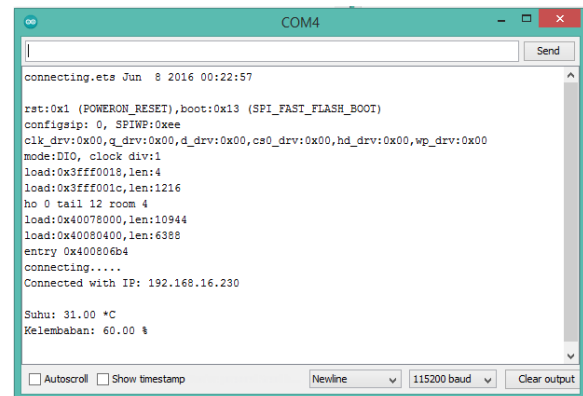 COM4
Send
connecting.ets Jun  8 2016 00:22:57
rst:0x1 (POWERON_RESET),boot:0x13 (SPI_FAST_FLASH_BOOT)
configsip: 0, SPIWP:0xee
clk_drv:0x00,q_drv:0x00,d_drv:0x00,cs0_drv:0x00,hd_drv:0x00,wp_drv:0x00
mode:DIO, clock div:1
load:0x3fff0018,len:4
load:0x3fff001c,len:1216
ho 0 tail 12 room 4
load:0x40078000,len:10944
load:0x40080400,len:6388
entry 0x400806b4
connecting.....
Connected with IP: 192.168.16.230
Suhu: 31.00 *C
Kelembaban: 60.00 %
Autoscroll Show timestamp Newline 115200 baud Clear output